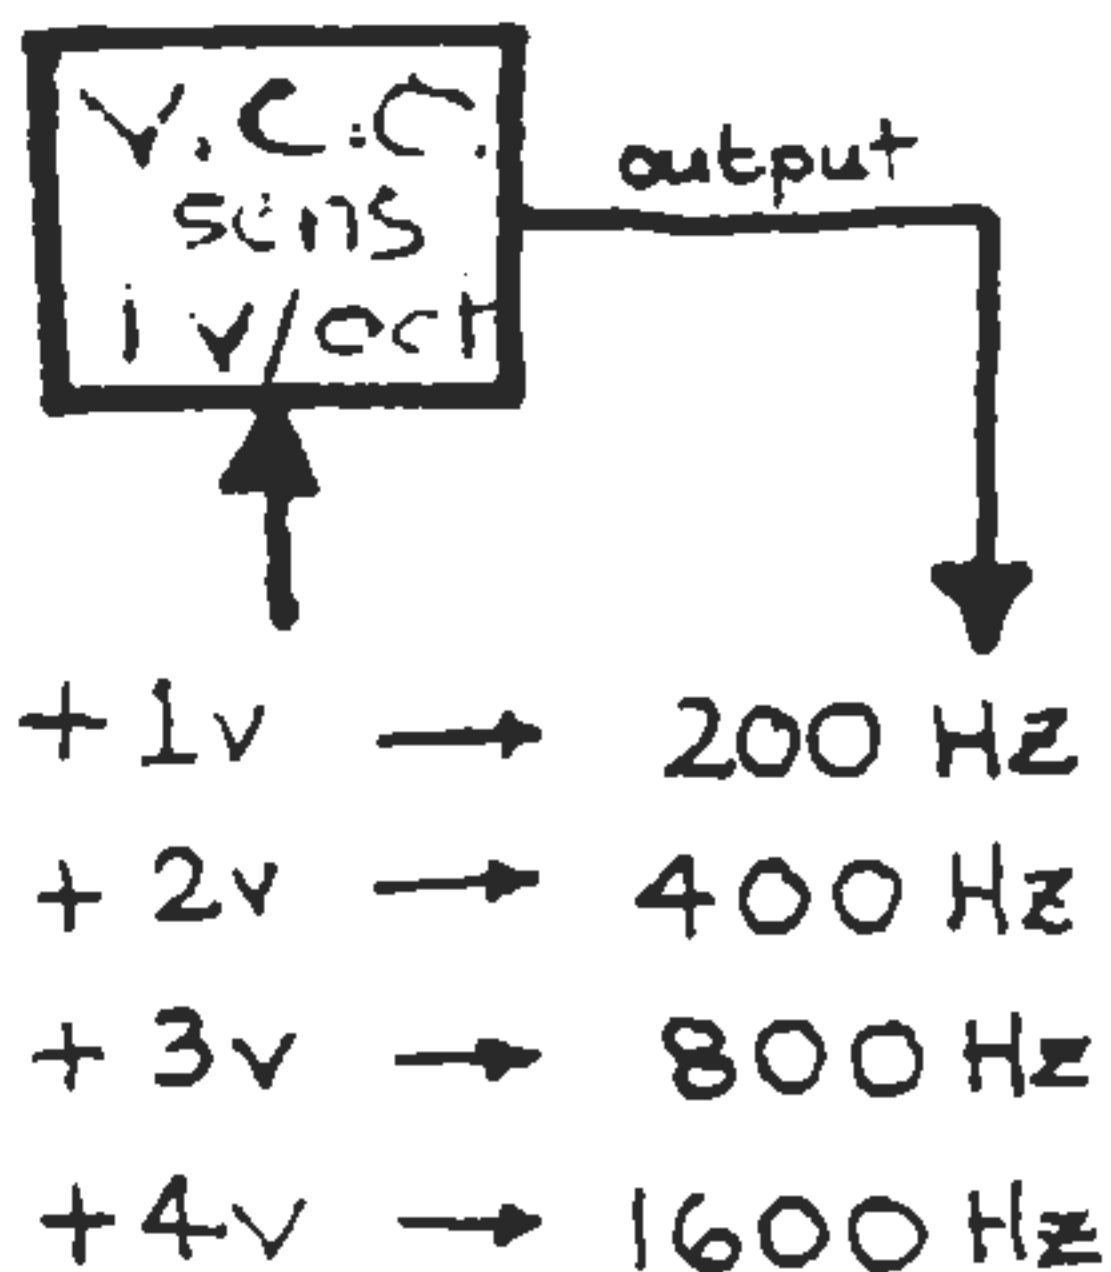 V.C.O.
sens
1 v/oct
output
+ 1v → 200 Hz
+ 2v → 400 Hz
+ 3v → 800 Hz
+ 4v → 1600 Hz